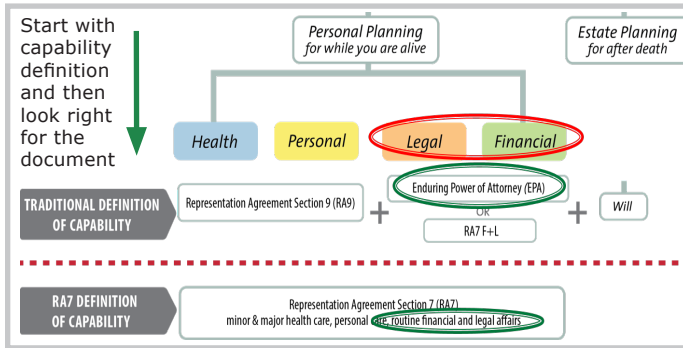 Start with
capability
definition
and then
look right
for the
document
Personal Planning
for while you are alive
Estate Planning
for after death
Health
Personal
Legal
Financial
TRADITIONAL DEFINITION
OF CAPABILITY
Representation Agreement Section 9 (RA9)
+
Enduring Power of Attorney (EPA)
OR
RA7 F+L
+
Will
RA7 DEFINITION
OF CAPABILITY
Representation Agreement Section 7 (RA7)
minor & major health care, personal care, routine financial and legal affairs